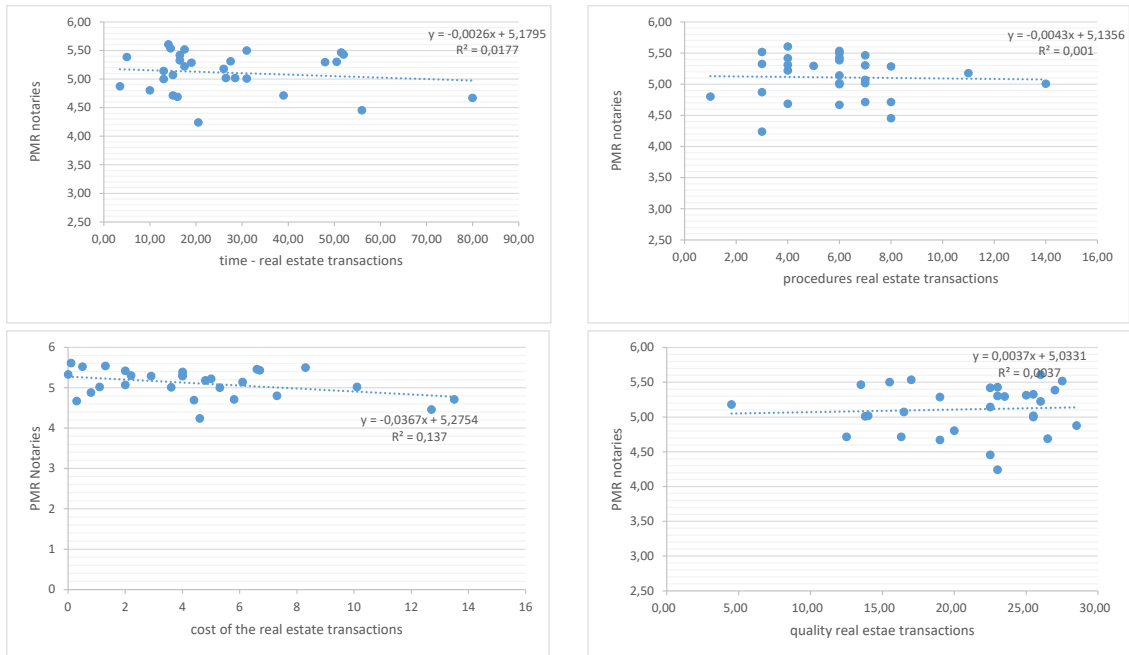 6,00
5,50
5,00
4,50
4,00
3,50
3,00
2,50
PMR notaries
y = -0,0026x + 5,1795
R² = 0,0177
0,00 10,00 20,00 30,00 40,00 50,00 60,00 70,00 80,00 90,00
time - real estate transactions
6,00
5,50
5,00
4,50
4,00
3,50
3,00
2,50
PMR notaries
y = -0,0043x + 5,1356
R² = 0,001
0,00 2,00 4,00 6,00 8,00 10,00 12,00 14,00 16,00
procedures real estate transactions
6
5
4
3
2
1
0
PMR Notaries
y = -0,0367x + 5,2754
R² = 0,137
0 2 4 6 8 10 12 14 16
cost of the real estate transactions
6,00
5,50
5,00
4,50
4,00
3,50
3,00
2,50
PMR notaries
y = 0,0037x + 5,0331
R² = 0,0037
0,00 5,00 10,00 15,00 20,00 25,00 30,00
quality real estae transactions